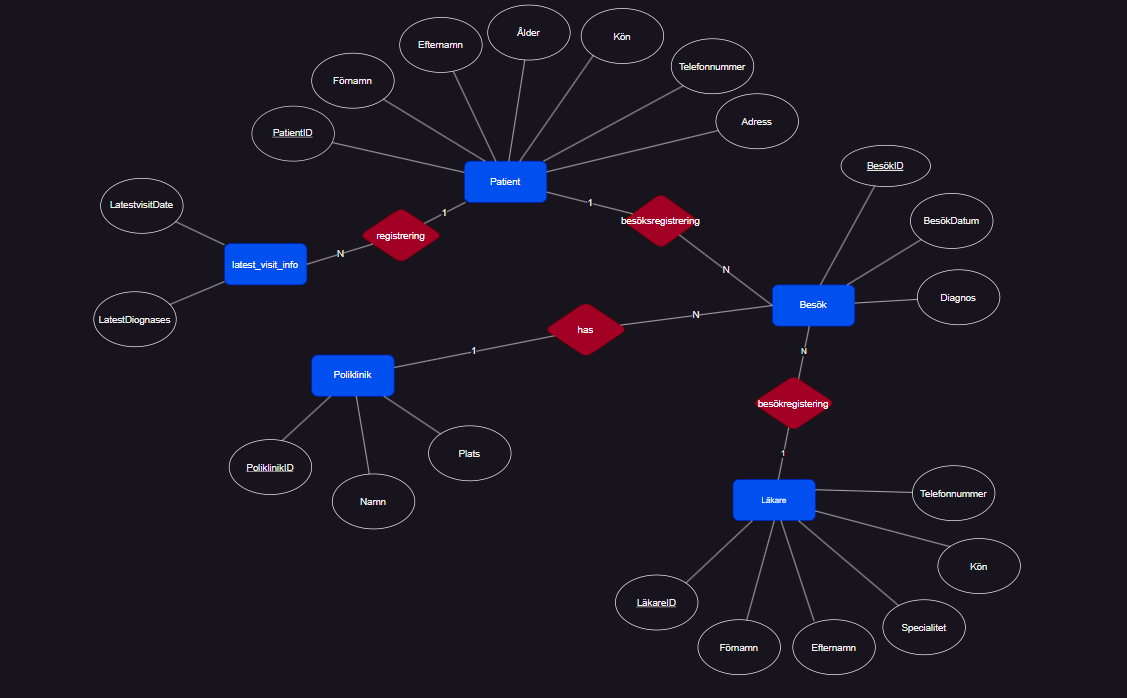 Ålder
Kön
Efternamn
Telefonnummer
Förnamn
Adress
PatientID
BesökID
Patient
LatestvisitDate
1
1
besöksregistrering
BesökDatum
registrering
N
latest_visit_info
N
Diagnos
Besök
LatestDiognases
N
has
1
N
Poliklinik
besökregistering
Plats
1
PoliklinikID
Namn
Läkare
Telefonnummer
Kön
LäkareID
Specialitet
Förnamn
Efternamn